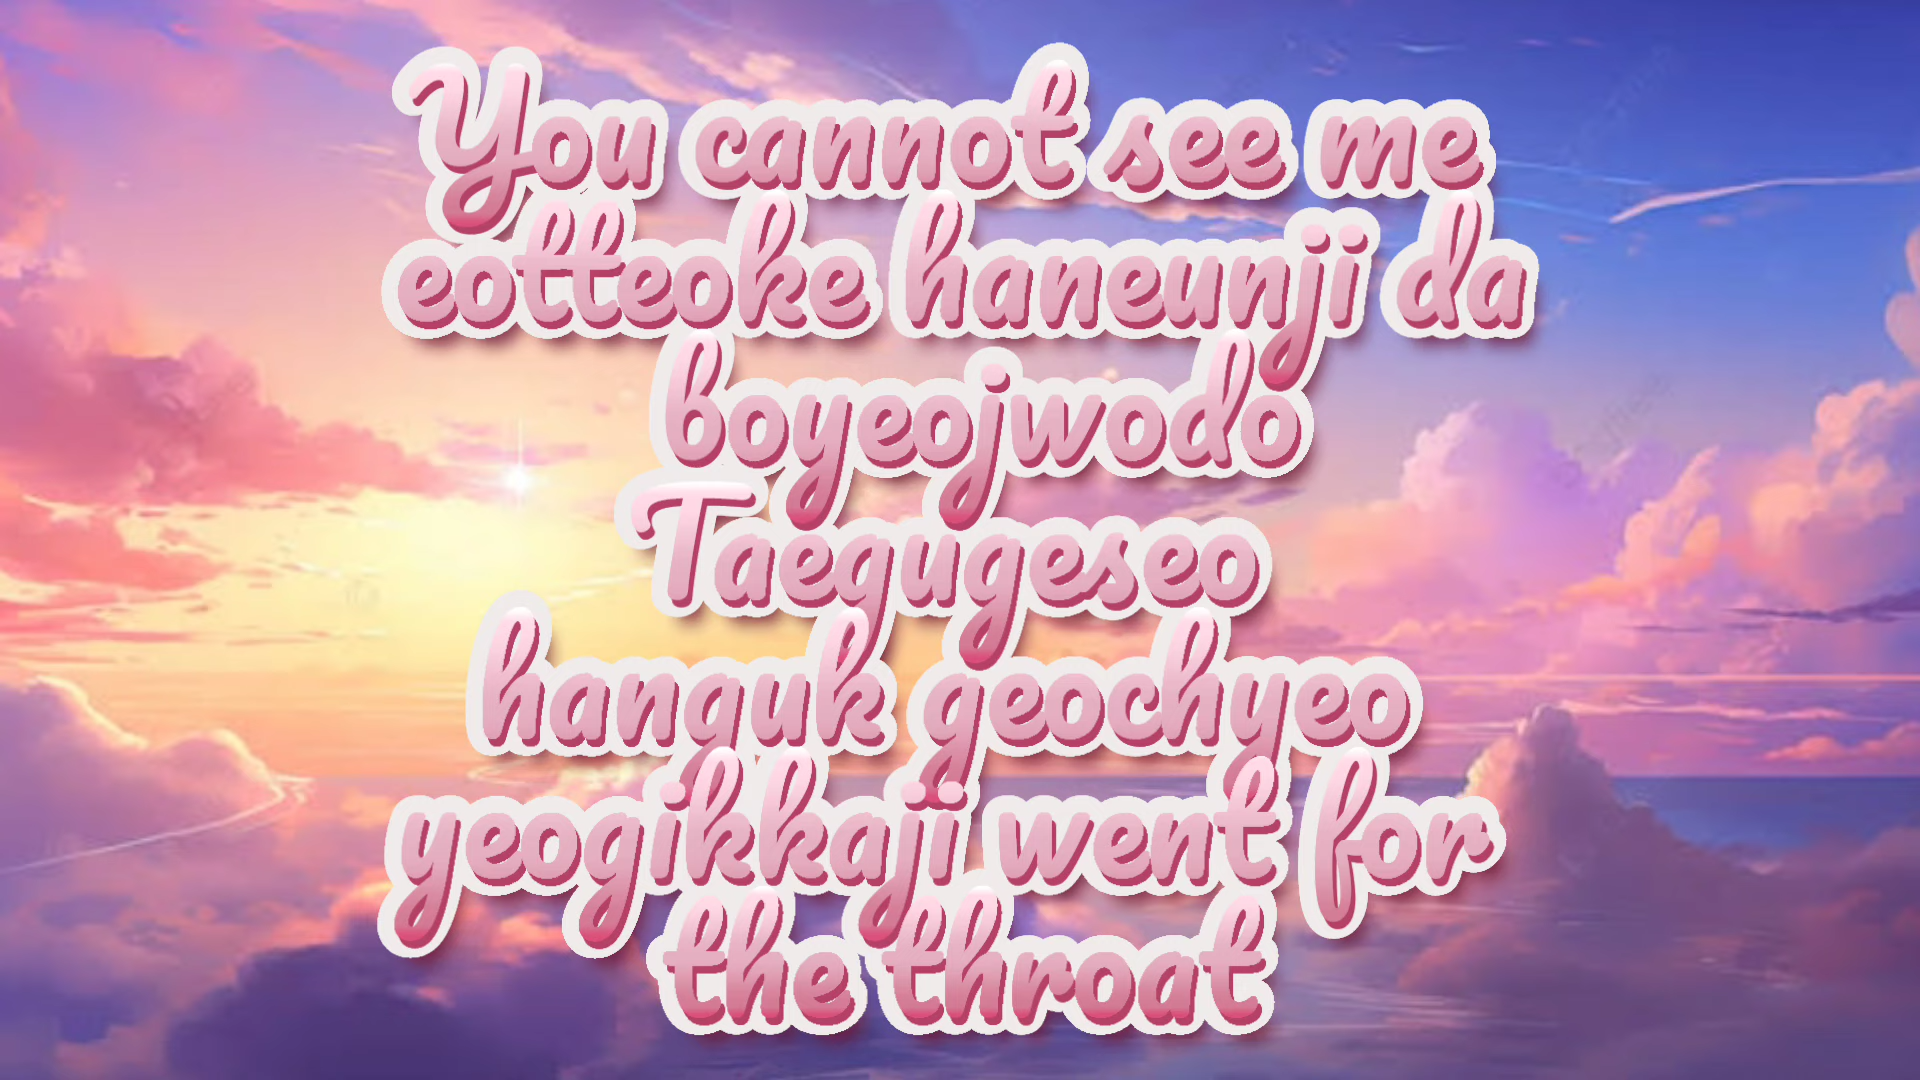 You cannot see me
eotteoke haneunji da
boyeojwodo
Taegugeseo
hanguk geochyeo
yeogikkaji went for
the throat